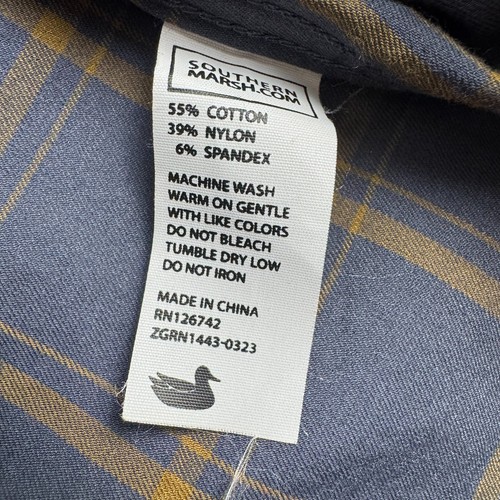 SOUTHERN
MARSH.COM
55% COTTON
39% NYLON
6% SPANDEX
MACHINE WASH
WARM ON GENTLE
WITH LIKE COLORS
DO NOT BLEACH
TUMBLE DRY LOW
DO NOT IRON
MADE IN CHINA
RN126742
ZGRN1443-0323